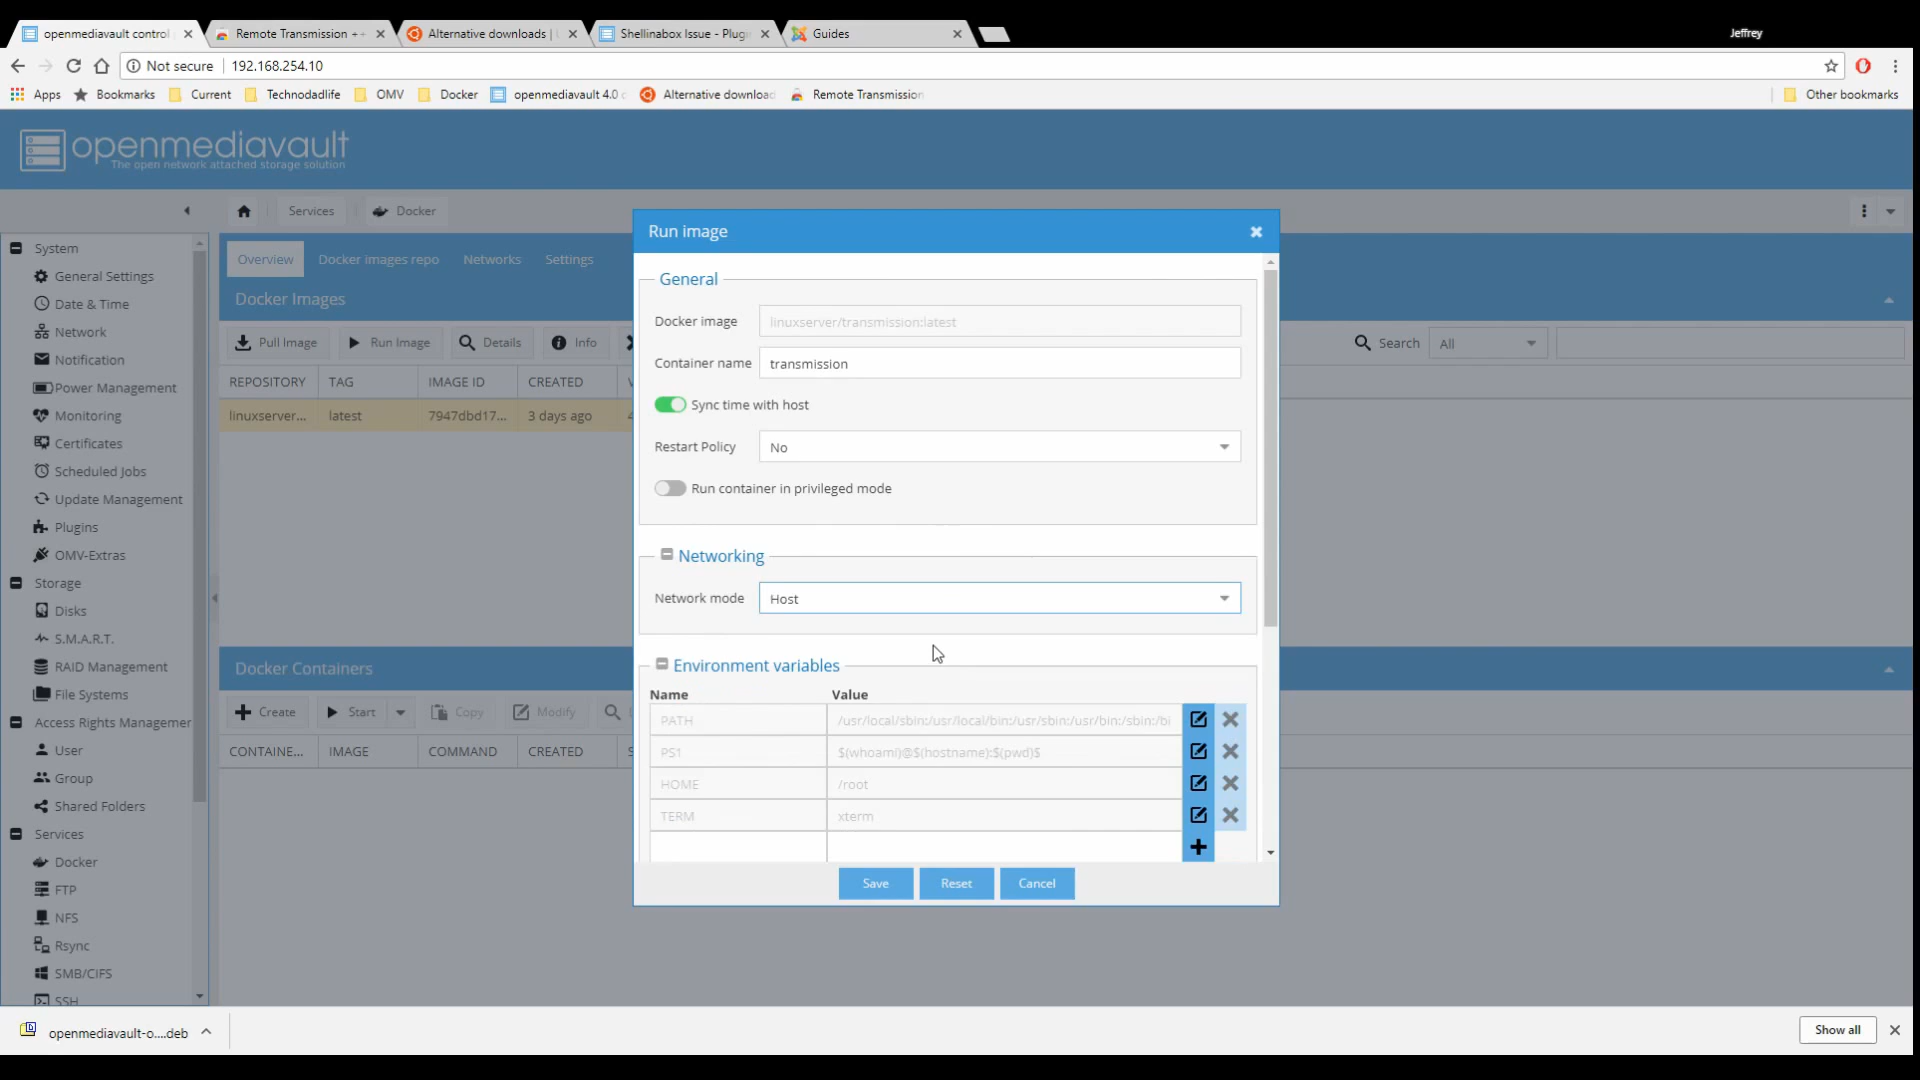 openmediavault control
Remote Transmission +
Alternative downloads |
Shellinabox Issue - Plugi
Guides
Jeffrey
Not secure
192.168.254.10
Apps
Bookmarks
Current
Technodadlife
OMV
Docker
openmediavault 4.0
Alternative download
Remote Transmission
Other bookmarks
openmediavault
The open network attached storage solution
Services
Docker
System
General Settings
Date & Time
Network
Notification
Power Management
Monitoring
Certificates
Scheduled Jobs
Update Management
Plugins
OMV-Extras
Storage
Disks
S.M.A.R.T.
RAID Management
File Systems
Access Rights Managemer
User
Group
Shared Folders
Services
Docker
FTP
NFS
Rsync
SMB/CIFS
SSH
Overview
Docker images repo
Networks
Settings
Docker Images
Pull Image
Run Image
Details
Info
Search
All
REPOSITORY
TAG
IMAGE ID
CREATED
linuxserver...
latest
7947dbd17...
3 days ago
Docker Containers
Create
Start
Copy
Modify
CONTAINE...
IMAGE
COMMAND
CREATED
Run image
General
Docker image
linuxserver/transmission:latest
Container name
transmission
Sync time with host
Restart Policy
No
Run container in privileged mode
Networking
Network mode
Host
Environment variables
Name
Value
PATH
/usr/local/sbin:/usr/local/bin:/usr/sbin:/usr/bin:/sbin:/bi
PS1
$(whoami)@$(hostname):$(pwd)$
HOME
/root
TERM
xterm
Save
Reset
Cancel
openmediavault-o....deb
Show all